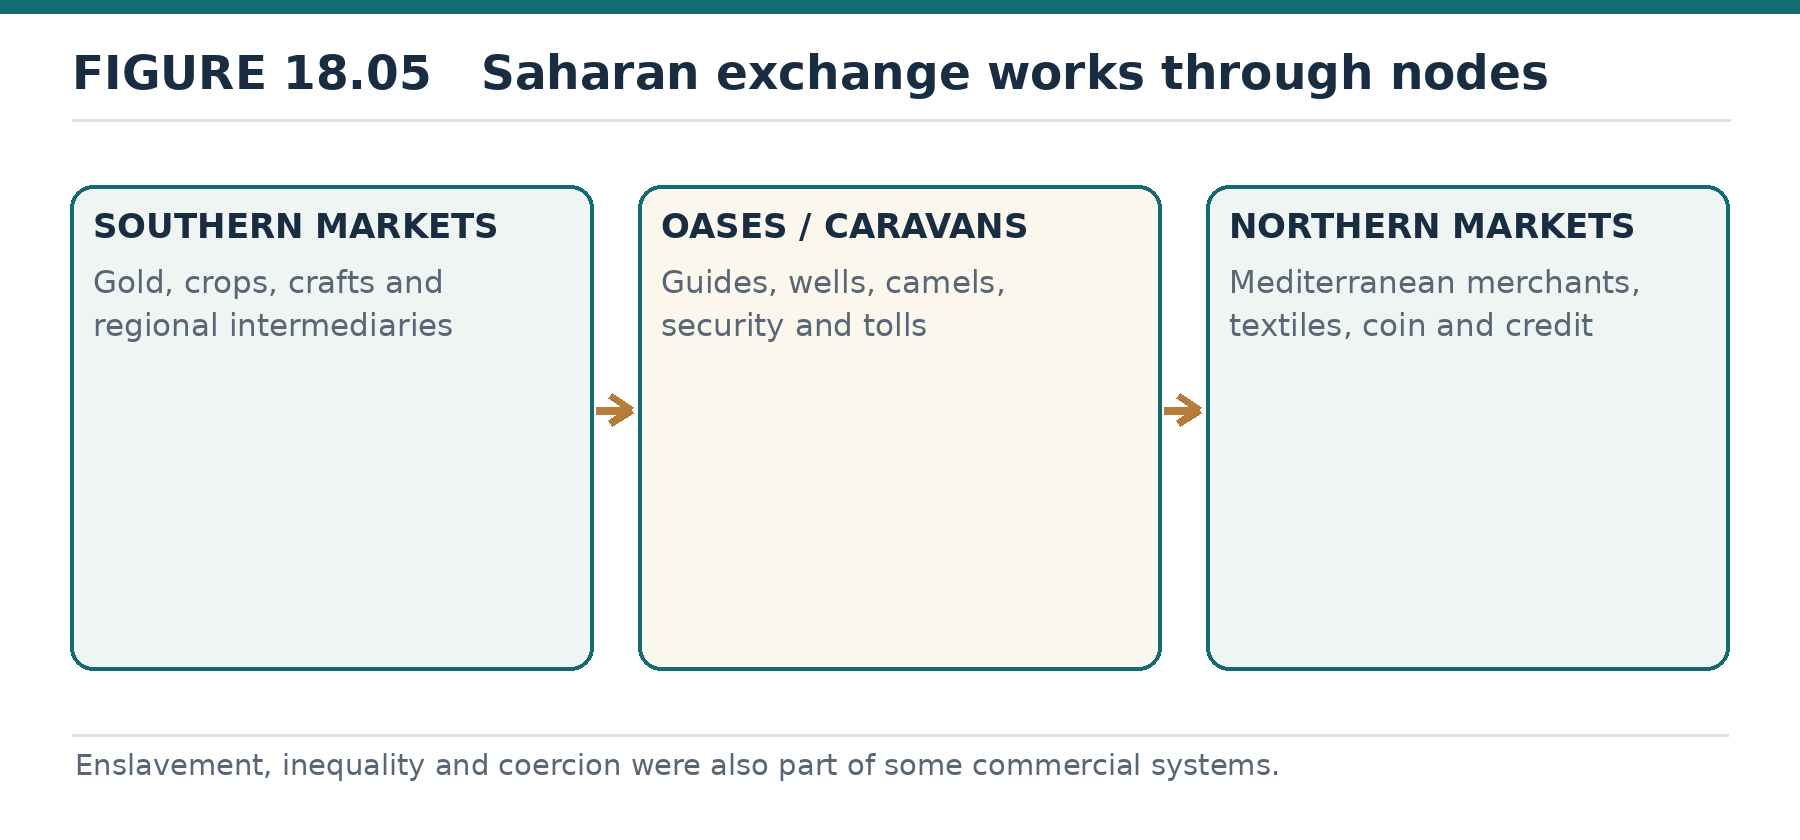 FIGURE 18.05 Saharan exchange works through nodes
SOUTHERN MARKETS
Gold, crops, crafts and
regional intermediaries
OASES / CARAVANS
Guides, wells, camels,
security and tolls
NORTHERN MARKETS
Mediterranean merchants,
textiles, coin and credit
Enslavement, inequality and coercion were also part of some commercial systems.